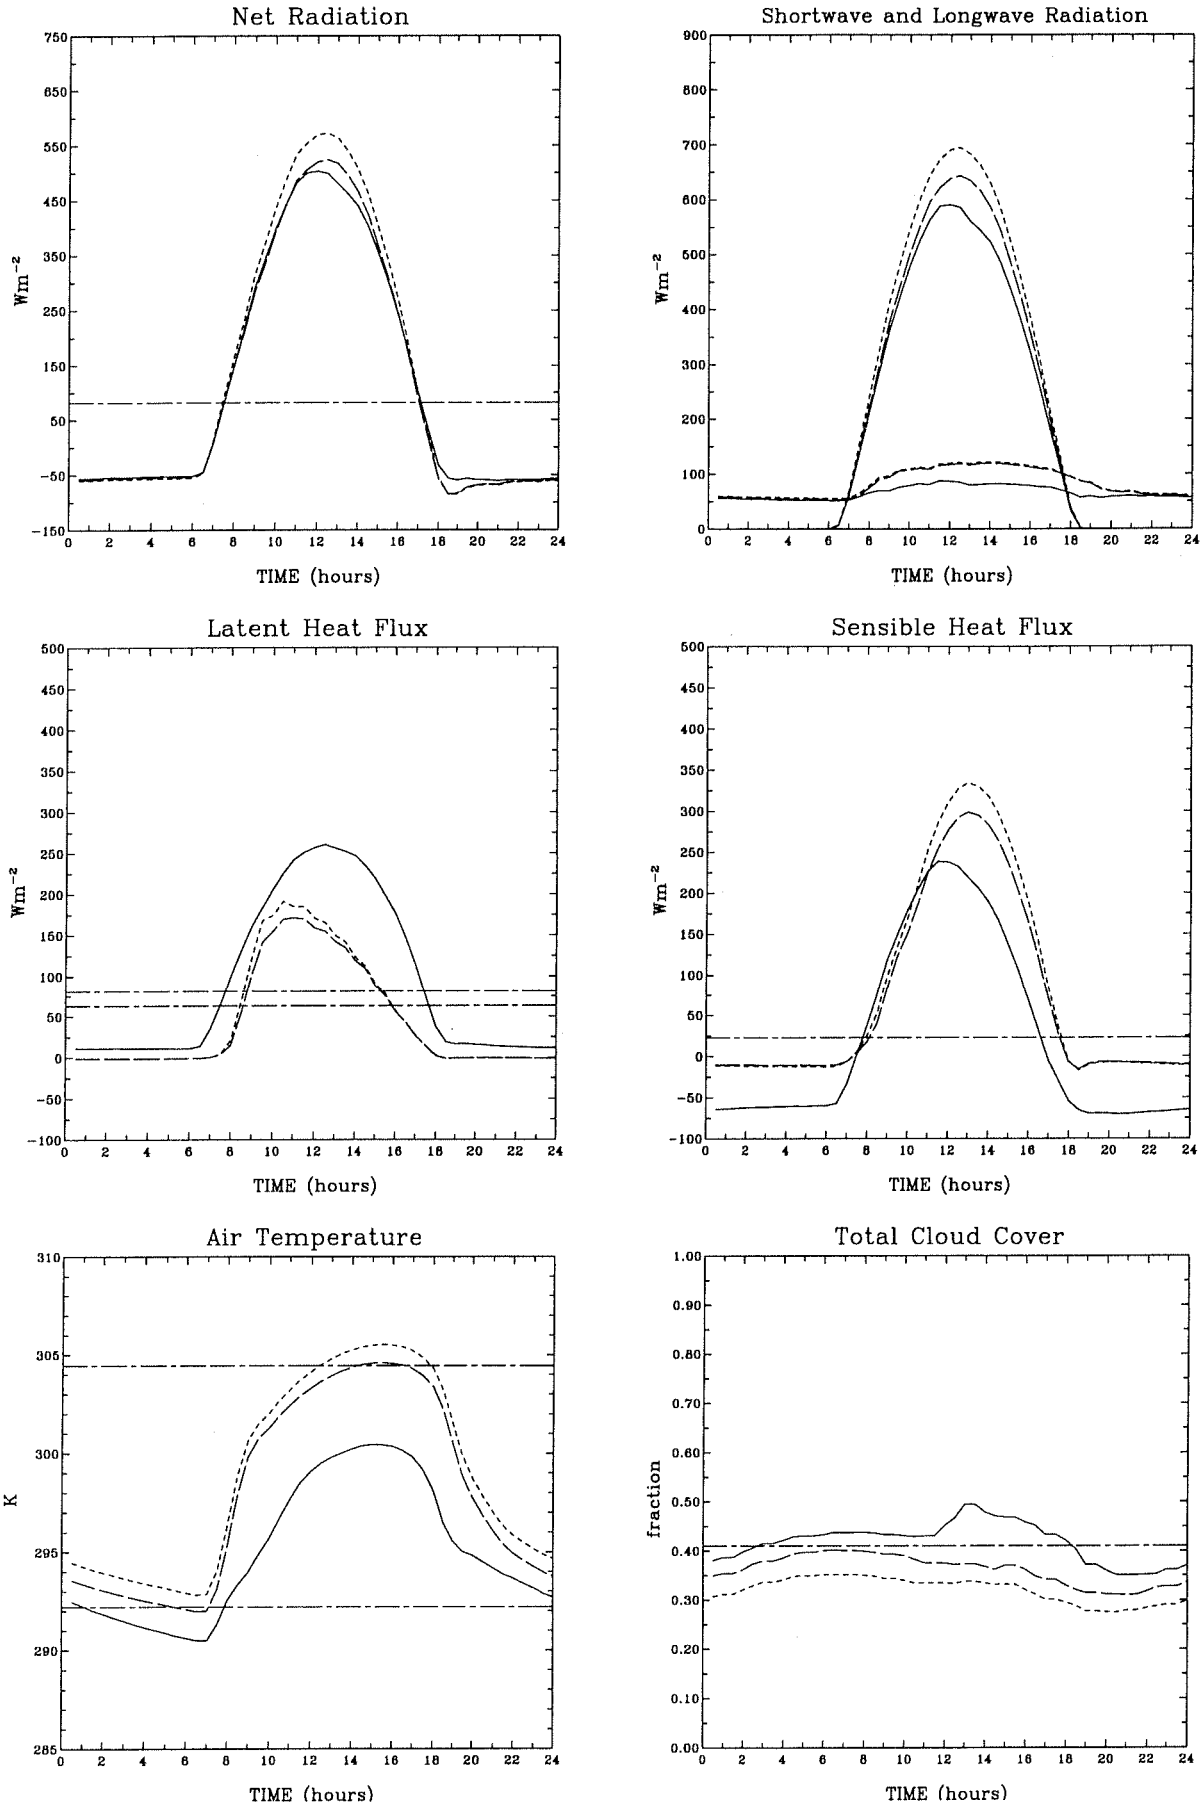 Net Radiation
750
650
550
450
350
250
150
50
-50
-150
Wm-2
0 2 4 6 8 10 12 14 16 18 20 22 24
TIME (hours)
Shortwave and Longwave Radiation
900
800
700
600
500
400
300
200
100
0
Wm-2
0 2 4 6 8 10 12 14 16 18 20 22 24
TIME (hours)
Latent Heat Flux
500
450
400
350
300
250
200
150
100
50
0
-50
-100
Wm-2
0 2 4 6 8 10 12 14 16 18 20 22 24
TIME (hours)
Sensible Heat Flux
500
450
400
350
300
250
200
150
100
50
0
-50
-100
Wm-2
0 2 4 6 8 10 12 14 16 18 20 22 24
TIME (hours)
Air Temperature
310
305
300
295
290
285
K
0 2 4 6 8 10 12 14 16 18 20 22 24
TIME (hours)
Total Cloud Cover
1.00
0.90
0.80
0.70
0.60
0.50
0.40
0.30
0.20
0.10
0.00
fraction
0 2 4 6 8 10 12 14 16 18 20 22 24
TIME (hours)